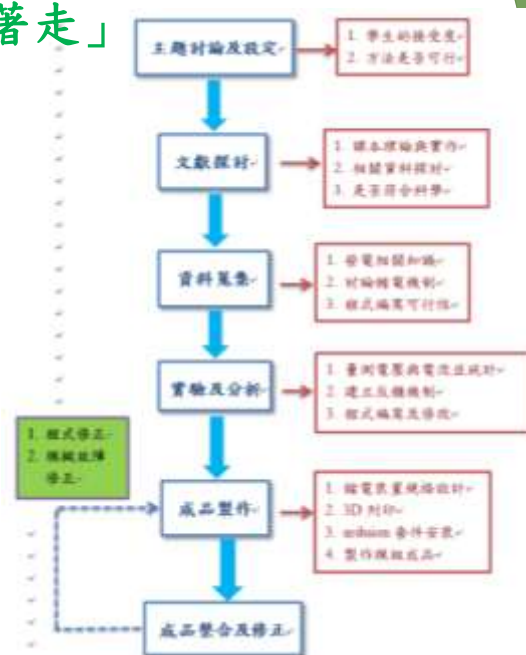 著走」
主題討論及設定
1. 學生的接受度
2. 方法是否可行
文獻探討
1. 課本理論與實作
2. 相關資料探討
3. 是否符合科學
資料蒐集
1. 發電相關知識
2. 討論儲電機制
3. 程式編寫可行性
實驗及分析
1. 量測電壓與電流並統計
2. 建立反饋機制
3. 程式編寫及修改
1. 程式修正
2. 機械故障
修正
成品製作
1. 儲電裝置規格設計
2. 3D 列印
3. arduion 套件安裝
4. 製作模組成品
成品整合及修正